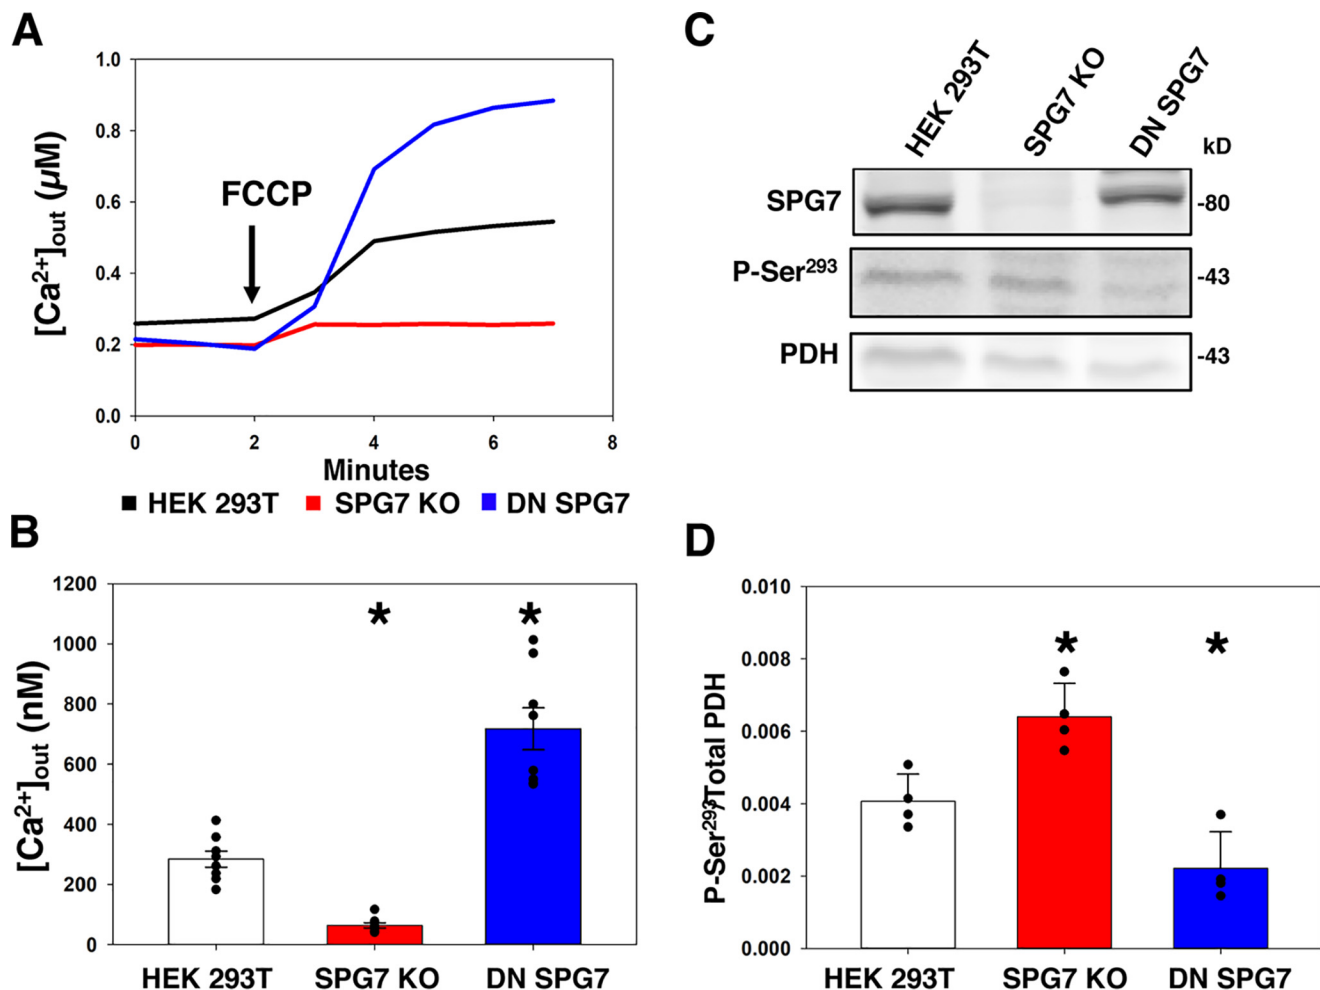 A
1.0
0.8
0.6
0.4
0.2
0.0
[Ca2+]out (µM)
FCCP
0 2 4 6 8
Minutes
HEK 293T SPG7 KO DN SPG7
B
1200
1000
800
600
400
200
0
[Ca2+]out (nM)
* *
HEK 293T SPG7 KO DN SPG7
C
HEK 293T SPG7 KO DN SPG7 kD
SPG7 -80
P-Ser293 -43
PDH -43
D
0.010
0.008
0.006
0.004
0.002
0.000
P-Ser293/Total PDH
* *
HEK 293T SPG7 KO DN SPG7